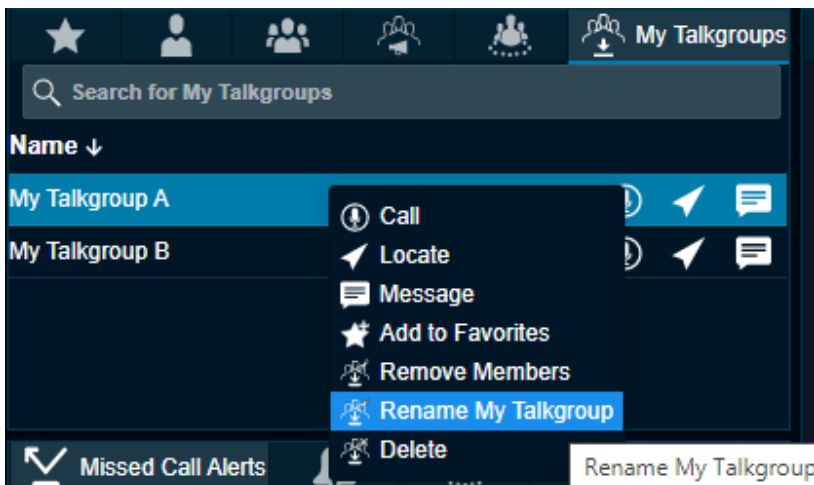 My Talkgroups
Search for My Talkgroups
Name ↓
My Talkgroup A
My Talkgroup B
Call
Locate
Message
Add to Favorites
Remove Members
Rename My Talkgroup
Delete
Missed Call Alerts
Rename My Talkgroup